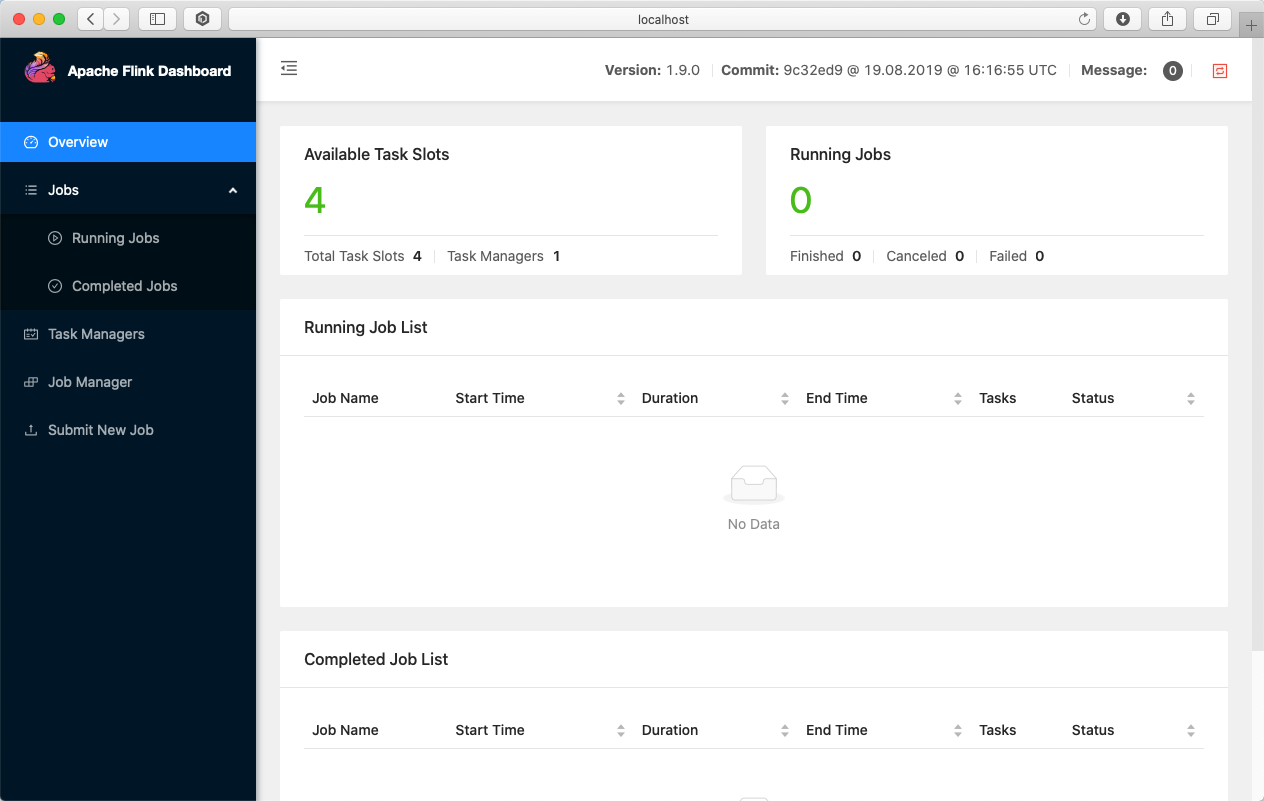 localhost
Apache Flink Dashboard
Version: 1.9.0 Commit: 9c32ed9 @ 19.08.2019 @ 16:16:55 UTC Message: 0
Overview
Jobs
Running Jobs
Completed Jobs
Task Managers
Job Manager
Submit New Job
Available Task Slots
4
Total Task Slots 4 Task Managers 1
Running Jobs
0
Finished 0 Canceled 0 Failed 0
Running Job List
Job Name Start Time Duration End Time Tasks Status
No Data
Completed Job List
Job Name Start Time Duration End Time Tasks Status